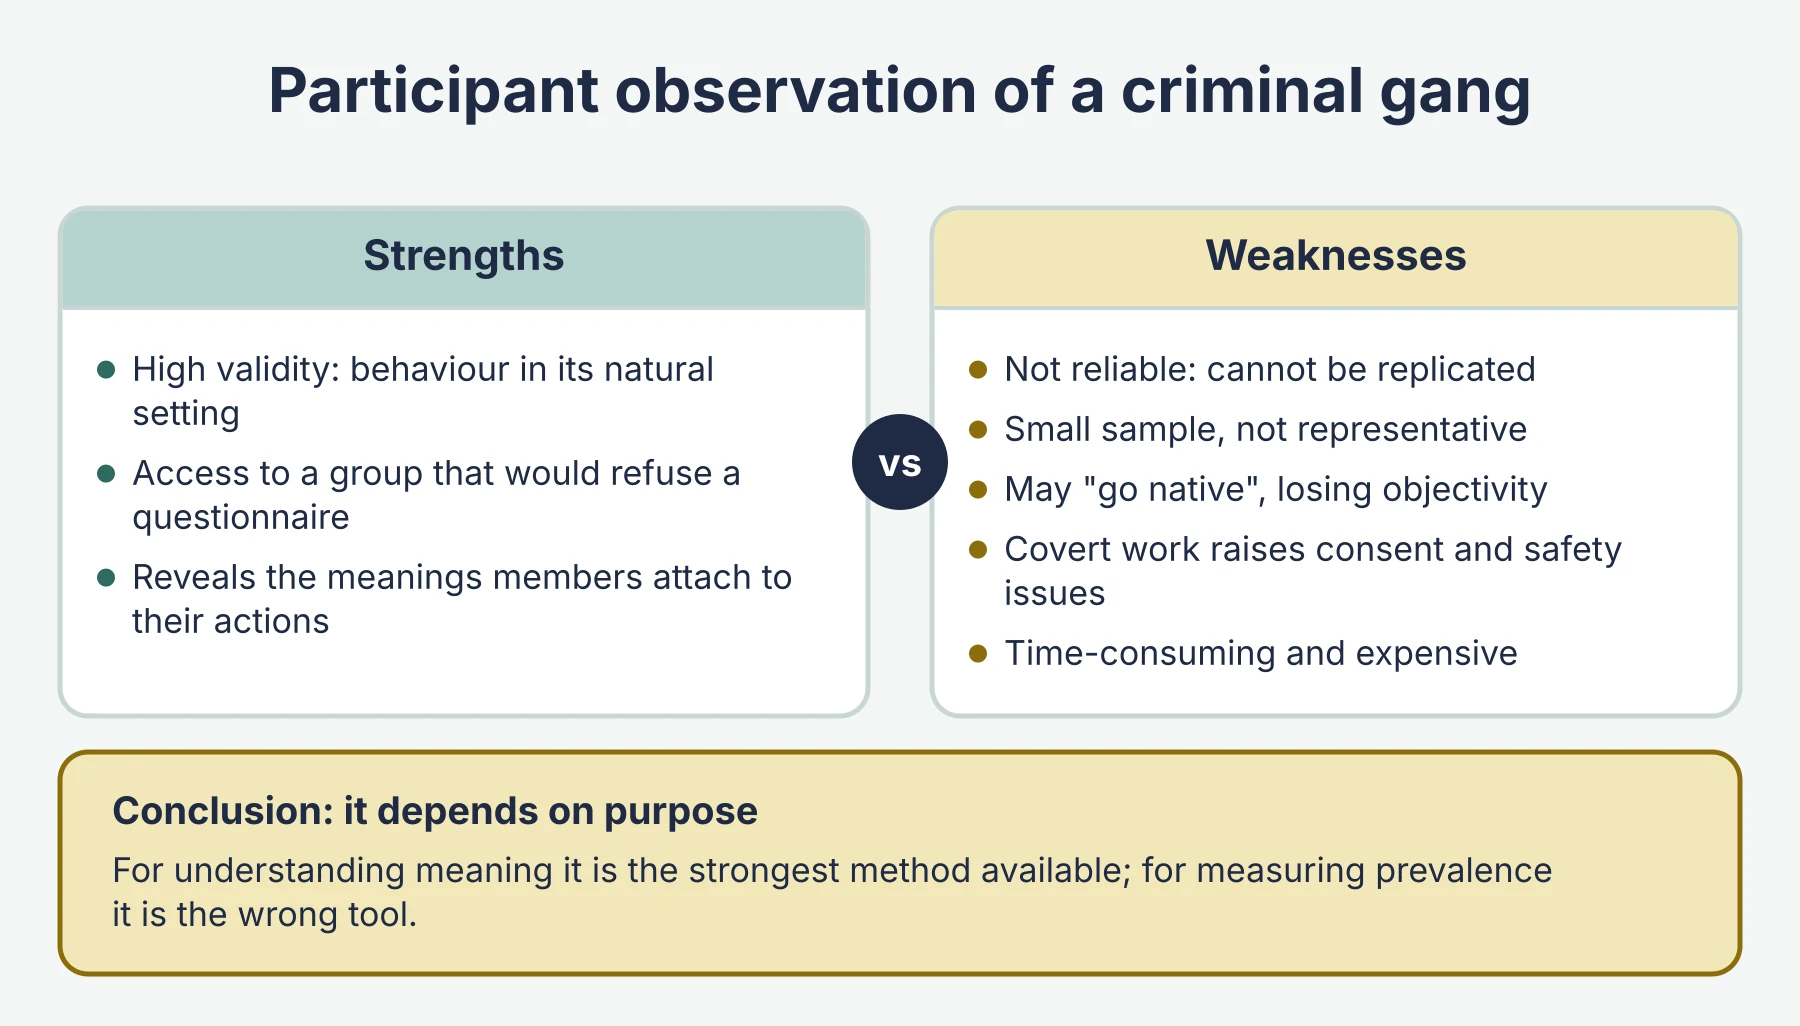 Participant observation of a criminal gang
Strengths
High validity: behaviour in its natural
setting
Access to a group that would refuse a
questionnaire
Reveals the meanings members attach to
their actions
vs
Weaknesses
Not reliable: cannot be replicated
Small sample, not representative
May "go native", losing objectivity
Covert work raises consent and safety
issues
Time-consuming and expensive
Conclusion: it depends on purpose
For understanding meaning it is the strongest method available; for measuring prevalence
it is the wrong tool.